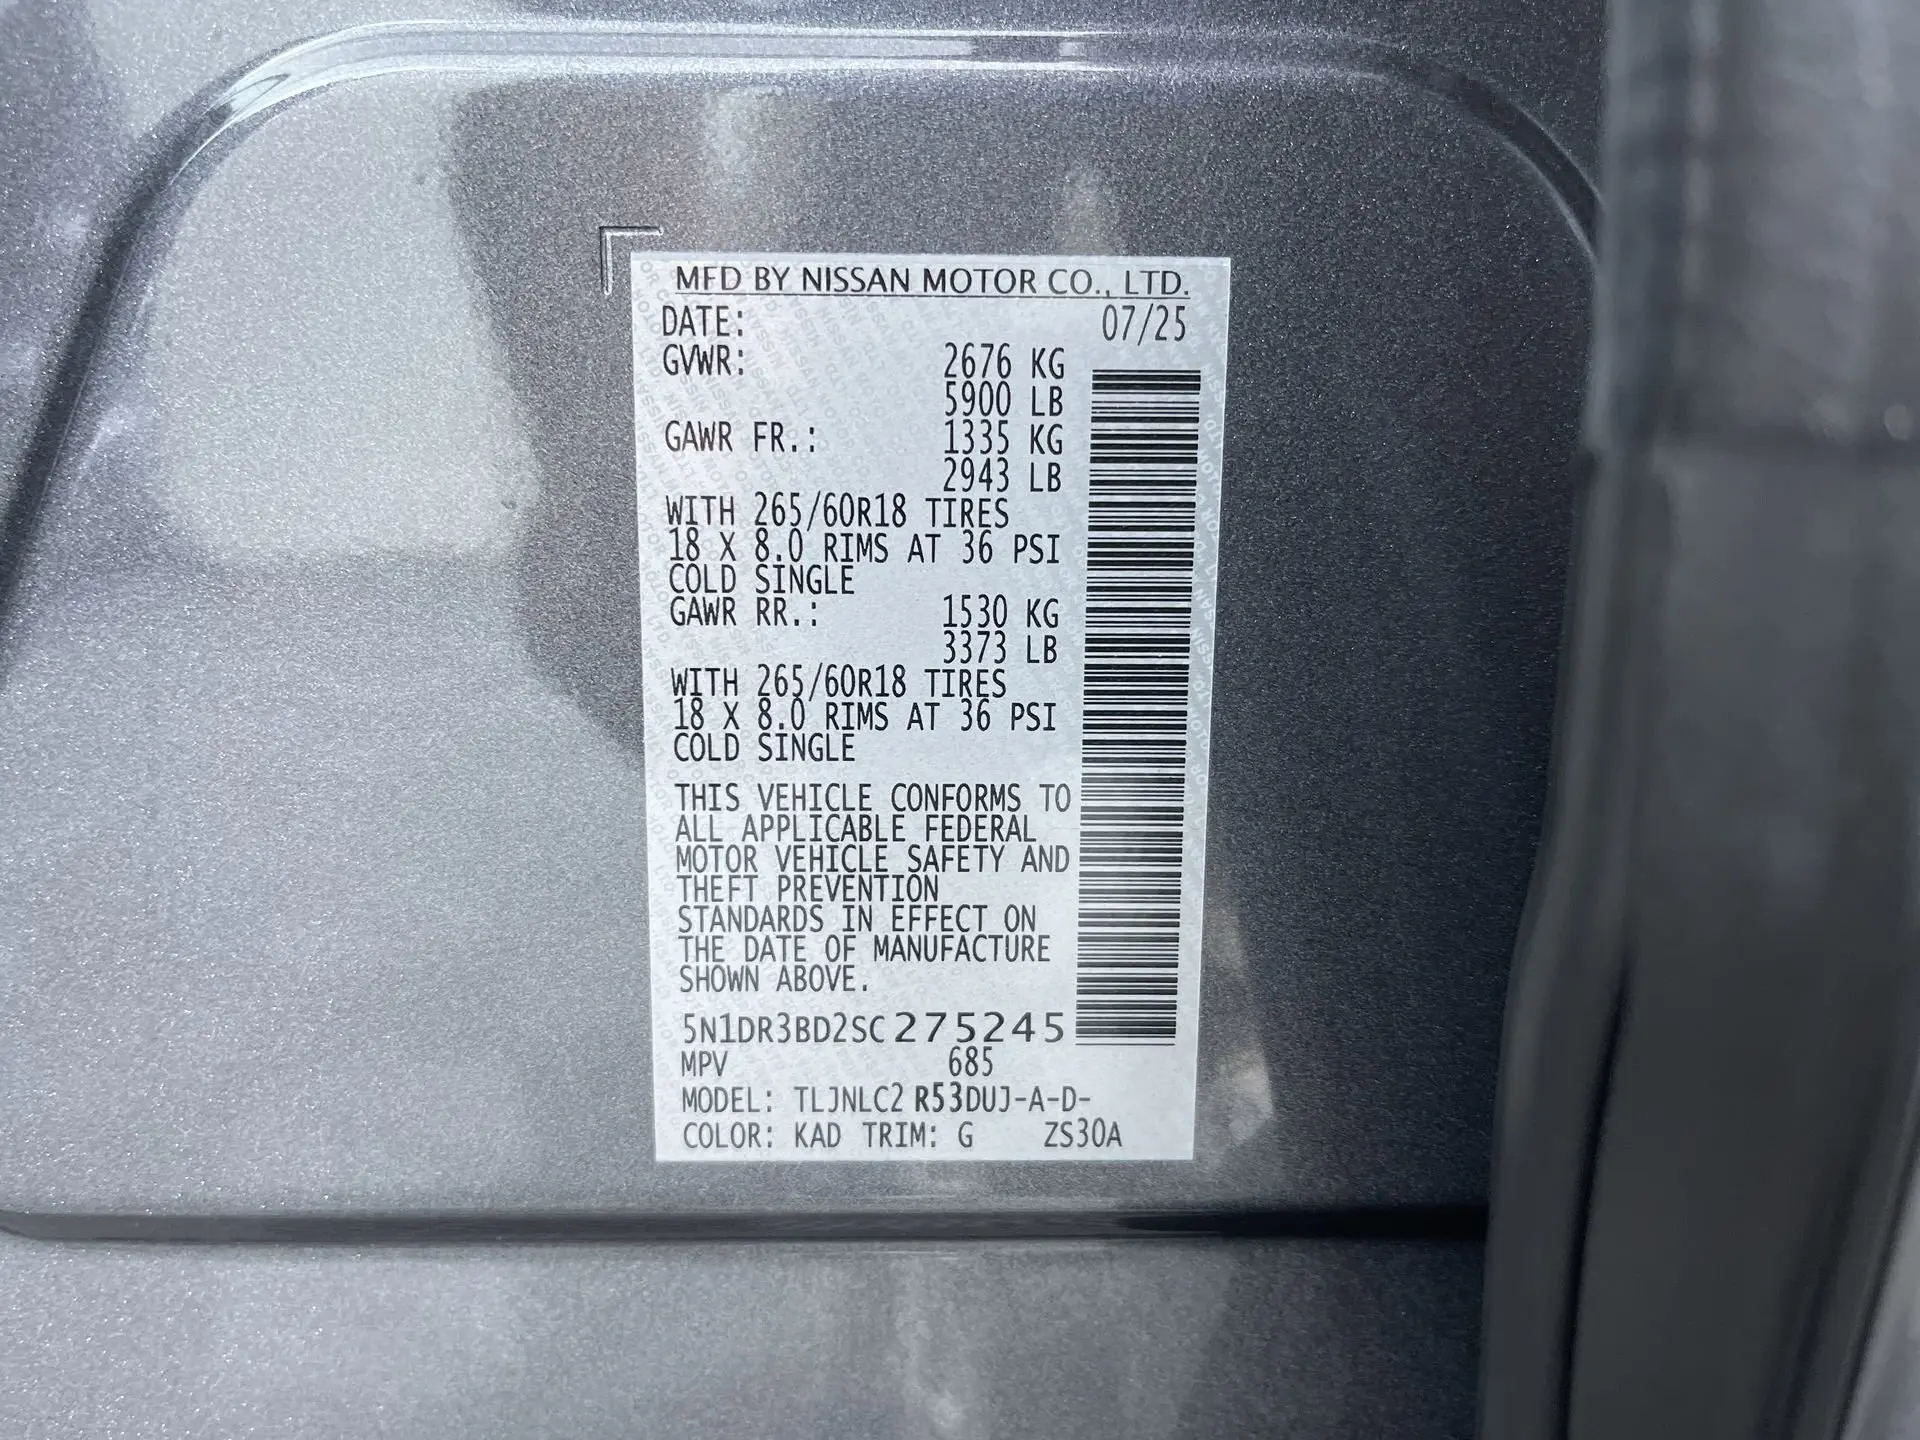 MFD BY NISSAN MOTOR CO., LTD.
DATE: 07/25
GVWR: 2676 KG
5900 LB
GAWR FR.: 1335 KG
2943 LB
WITH 265/60R18 TIRES
18 X 8.0 RIMS AT 36 PSI
COLD SINGLE
GAWR RR.: 1530 KG
3373 LB
WITH 265/60R18 TIRES
18 X 8.0 RIMS AT 36 PSI
COLD SINGLE
THIS VEHICLE CONFORMS TO
ALL APPLICABLE FEDERAL
MOTOR VEHICLE SAFETY AND
THEFT PREVENTION
STANDARDS IN EFFECT ON
THE DATE OF MANUFACTURE
SHOWN ABOVE.
5N1DR3BD2SC275245
MPV 685
MODEL: TLJNLC2 R53DUJ-A-D-
COLOR: KAD TRIM: G ZS30A